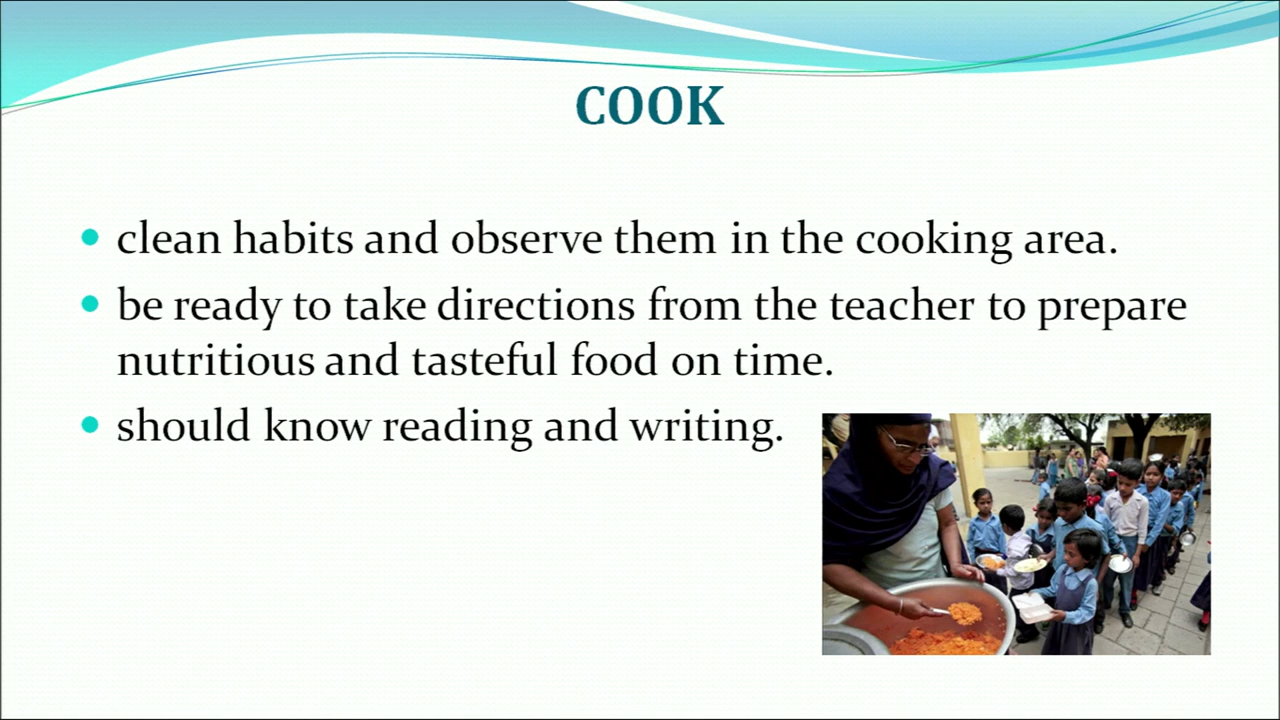 COOK
clean habits and observe them in the cooking area.
be ready to take directions from the teacher to prepare
nutritious and tasteful food on time.
should know reading and writing.